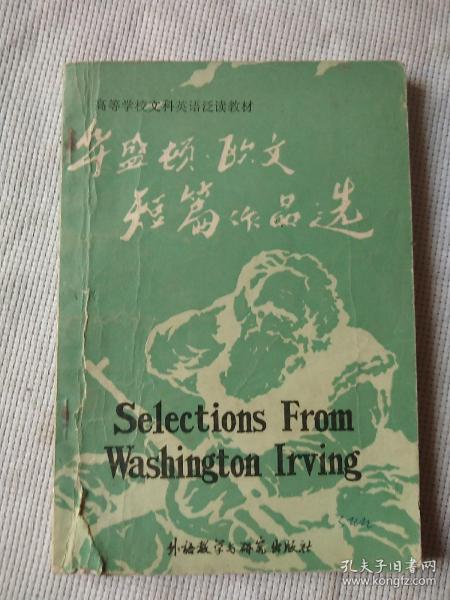 高等学校文科英语泛读教材
华盛顿·欧文
短篇作品选
Selections From
Washington Irving
外语教学与研究出版社
孔夫子旧书网
www.kongfz.com